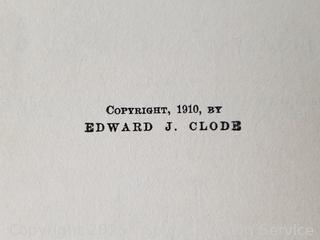 Copyright, 1910, by
EDWARD J. CLODE